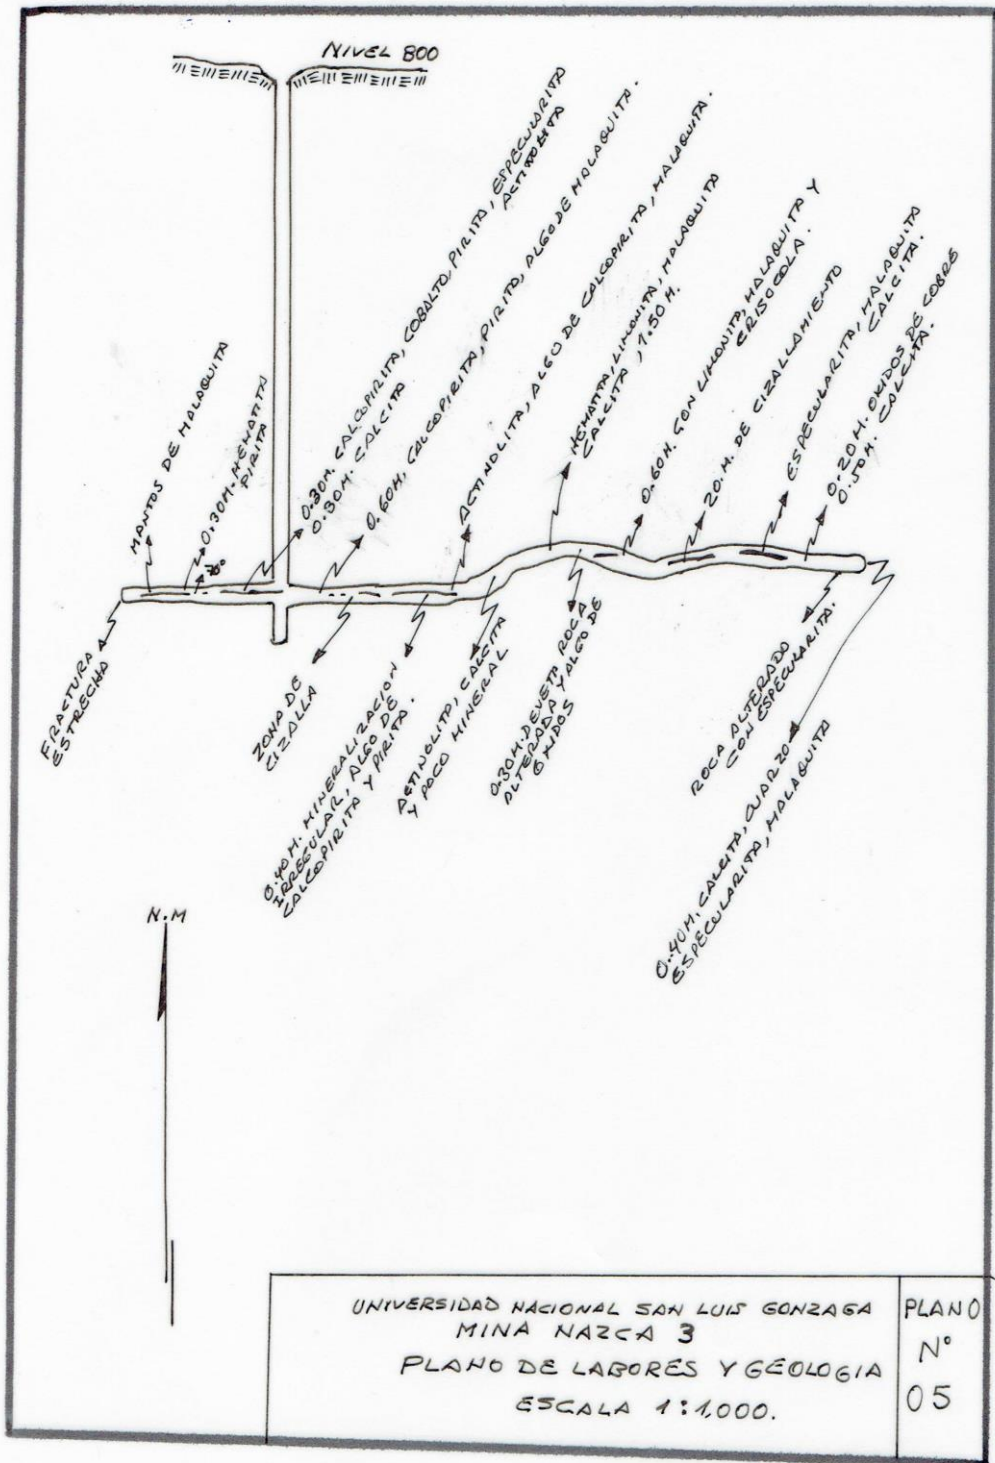 NIVEL 800
MANTOS DE MALAQUITA
0.30M. HEMATITA
PIRITA
70°
0.30M. CALCOPIRITA, COBALTO, PIRITA, ESPECULARITA
ACTINOLITA
0.30M. CALCITA
0.60M, CALCOPIRITA, PIRITA, ALGO DE MALAQUITA.
ACTINOLITA, ALGO DE CALCOPIRITA, MALAQUITA.
HEMATITA, LIMONITA, MALAQUITA
CALCITA, 1.50 M.
0.60M. CON LIMONITA, MALAQUITA Y
CRISOCOLA.
20.M. DE CIZALLAMIENTO
ESPECULARITA, MALAQUITA
CALCITA.
0.20M. OXIDOS DE COBRE
0.50M. CALCITA.
FRACTURA
ESTRECHA
ZONA DE
CIZALLA
0.40M. MINERALIZACION
IRREGULAR, ALGO DE
CALCOPIRITA Y PIRITA.
ACTINOLITA, CALCITA
Y POCO MINERAL
0.30M. DE VETA ROCA
ALTERADA Y ALGO DE
OXIDOS
ROCA ALTERADO
CON ESPECULARITA.
0.40M. CALCITA, CUARZO
ESPECULARITA, MALAQUITA
N.M
UNIVERSIDAD NACIONAL SAN LUIS GONZAGA
MINA NAZCA 3
PLANO DE LABORES Y GEOLOGIA
ESCALA 1:1,000.
PLANO
N°
05